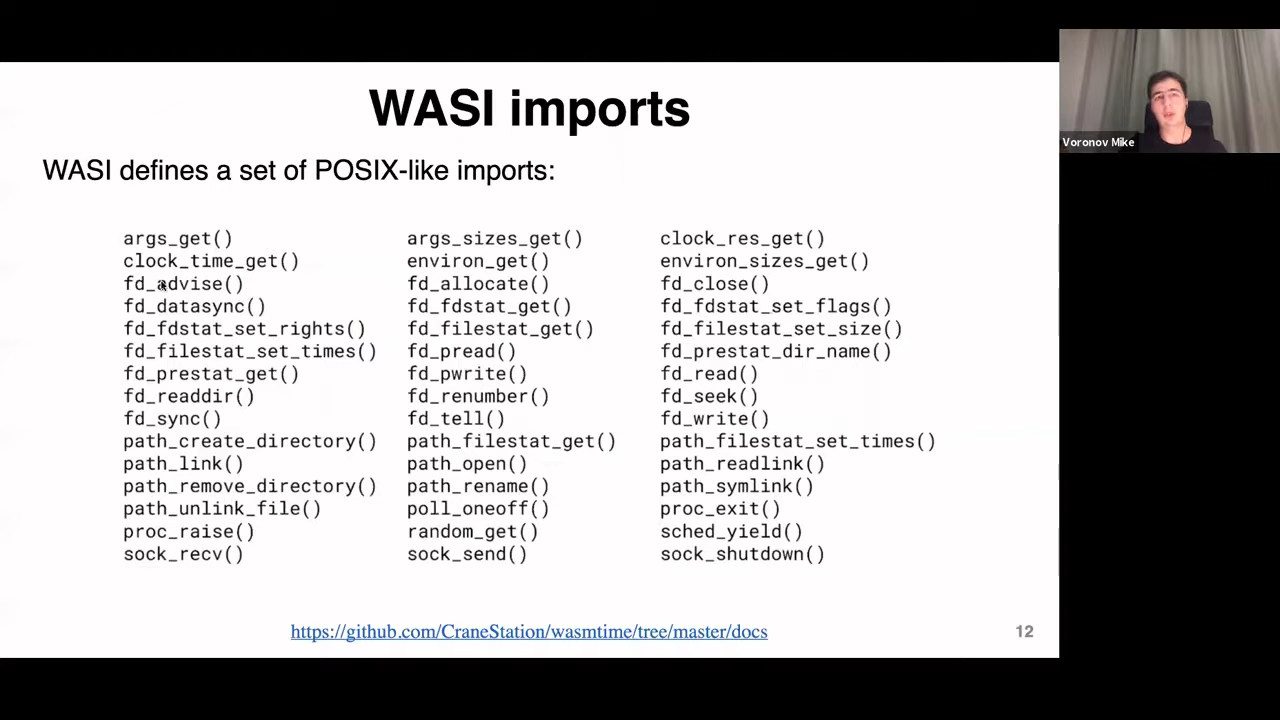 WASI imports
WASI defines a set of POSIX-like imports:
args_get() args_sizes_get() clock_res_get()
clock_time_get() environ_get() environ_sizes_get()
fd_advise() fd_allocate() fd_close()
fd_datasync() fd_fdstat_get() fd_fdstat_set_flags()
fd_fdstat_set_rights() fd_filestat_get() fd_filestat_set_size()
fd_filestat_set_times() fd_pread() fd_prestat_dir_name()
fd_prestat_get() fd_pwrite() fd_read()
fd_readdir() fd_renumber() fd_seek()
fd_sync() fd_tell() fd_write()
path_create_directory() path_filestat_get() path_filestat_set_times()
path_link() path_open() path_readlink()
path_remove_directory() path_rename() path_symlink()
path_unlink_file() poll_oneoff() proc_exit()
proc_raise() random_get() sched_yield()
sock_recv() sock_send() sock_shutdown()
https://github.com/CraneStation/wasmtime/tree/master/docs
12
Voronov Mike